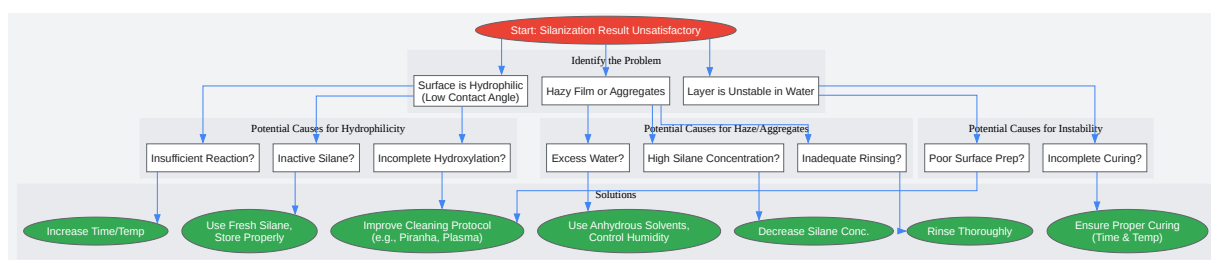 Start: Silanization Result Unsatisfactory
Identify the Problem
Surface is Hydrophilic
(Low Contact Angle)
Hazy Film or Aggregates
Layer is Unstable in Water
Potential Causes for Hydrophilicity
Potential Causes for Haze/Aggregates
Potential Causes for Instability
Insufficient Reaction?
Inactive Silane?
Incomplete Hydroxylation?
Excess Water?
High Silane Concentration?
Inadequate Rinsing?
Poor Surface Prep?
Incomplete Curing?
Solutions
Increase Time/Temp
Use Fresh Silane,
Store Properly
Improve Cleaning Protocol
(e.g., Piranha, Plasma)
Use Anhydrous Solvents,
Control Humidity
Decrease Silane Conc.
Rinse Thoroughly
Ensure Proper Curing
(Time & Temp)